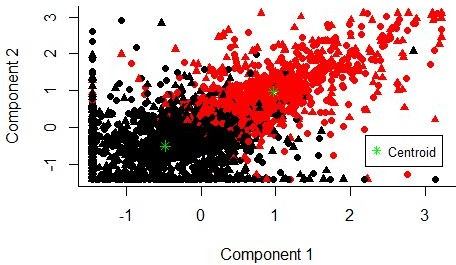 3
2
1
0
-1
Component 2
Centroid
-1 0 1 2 3
Component 1